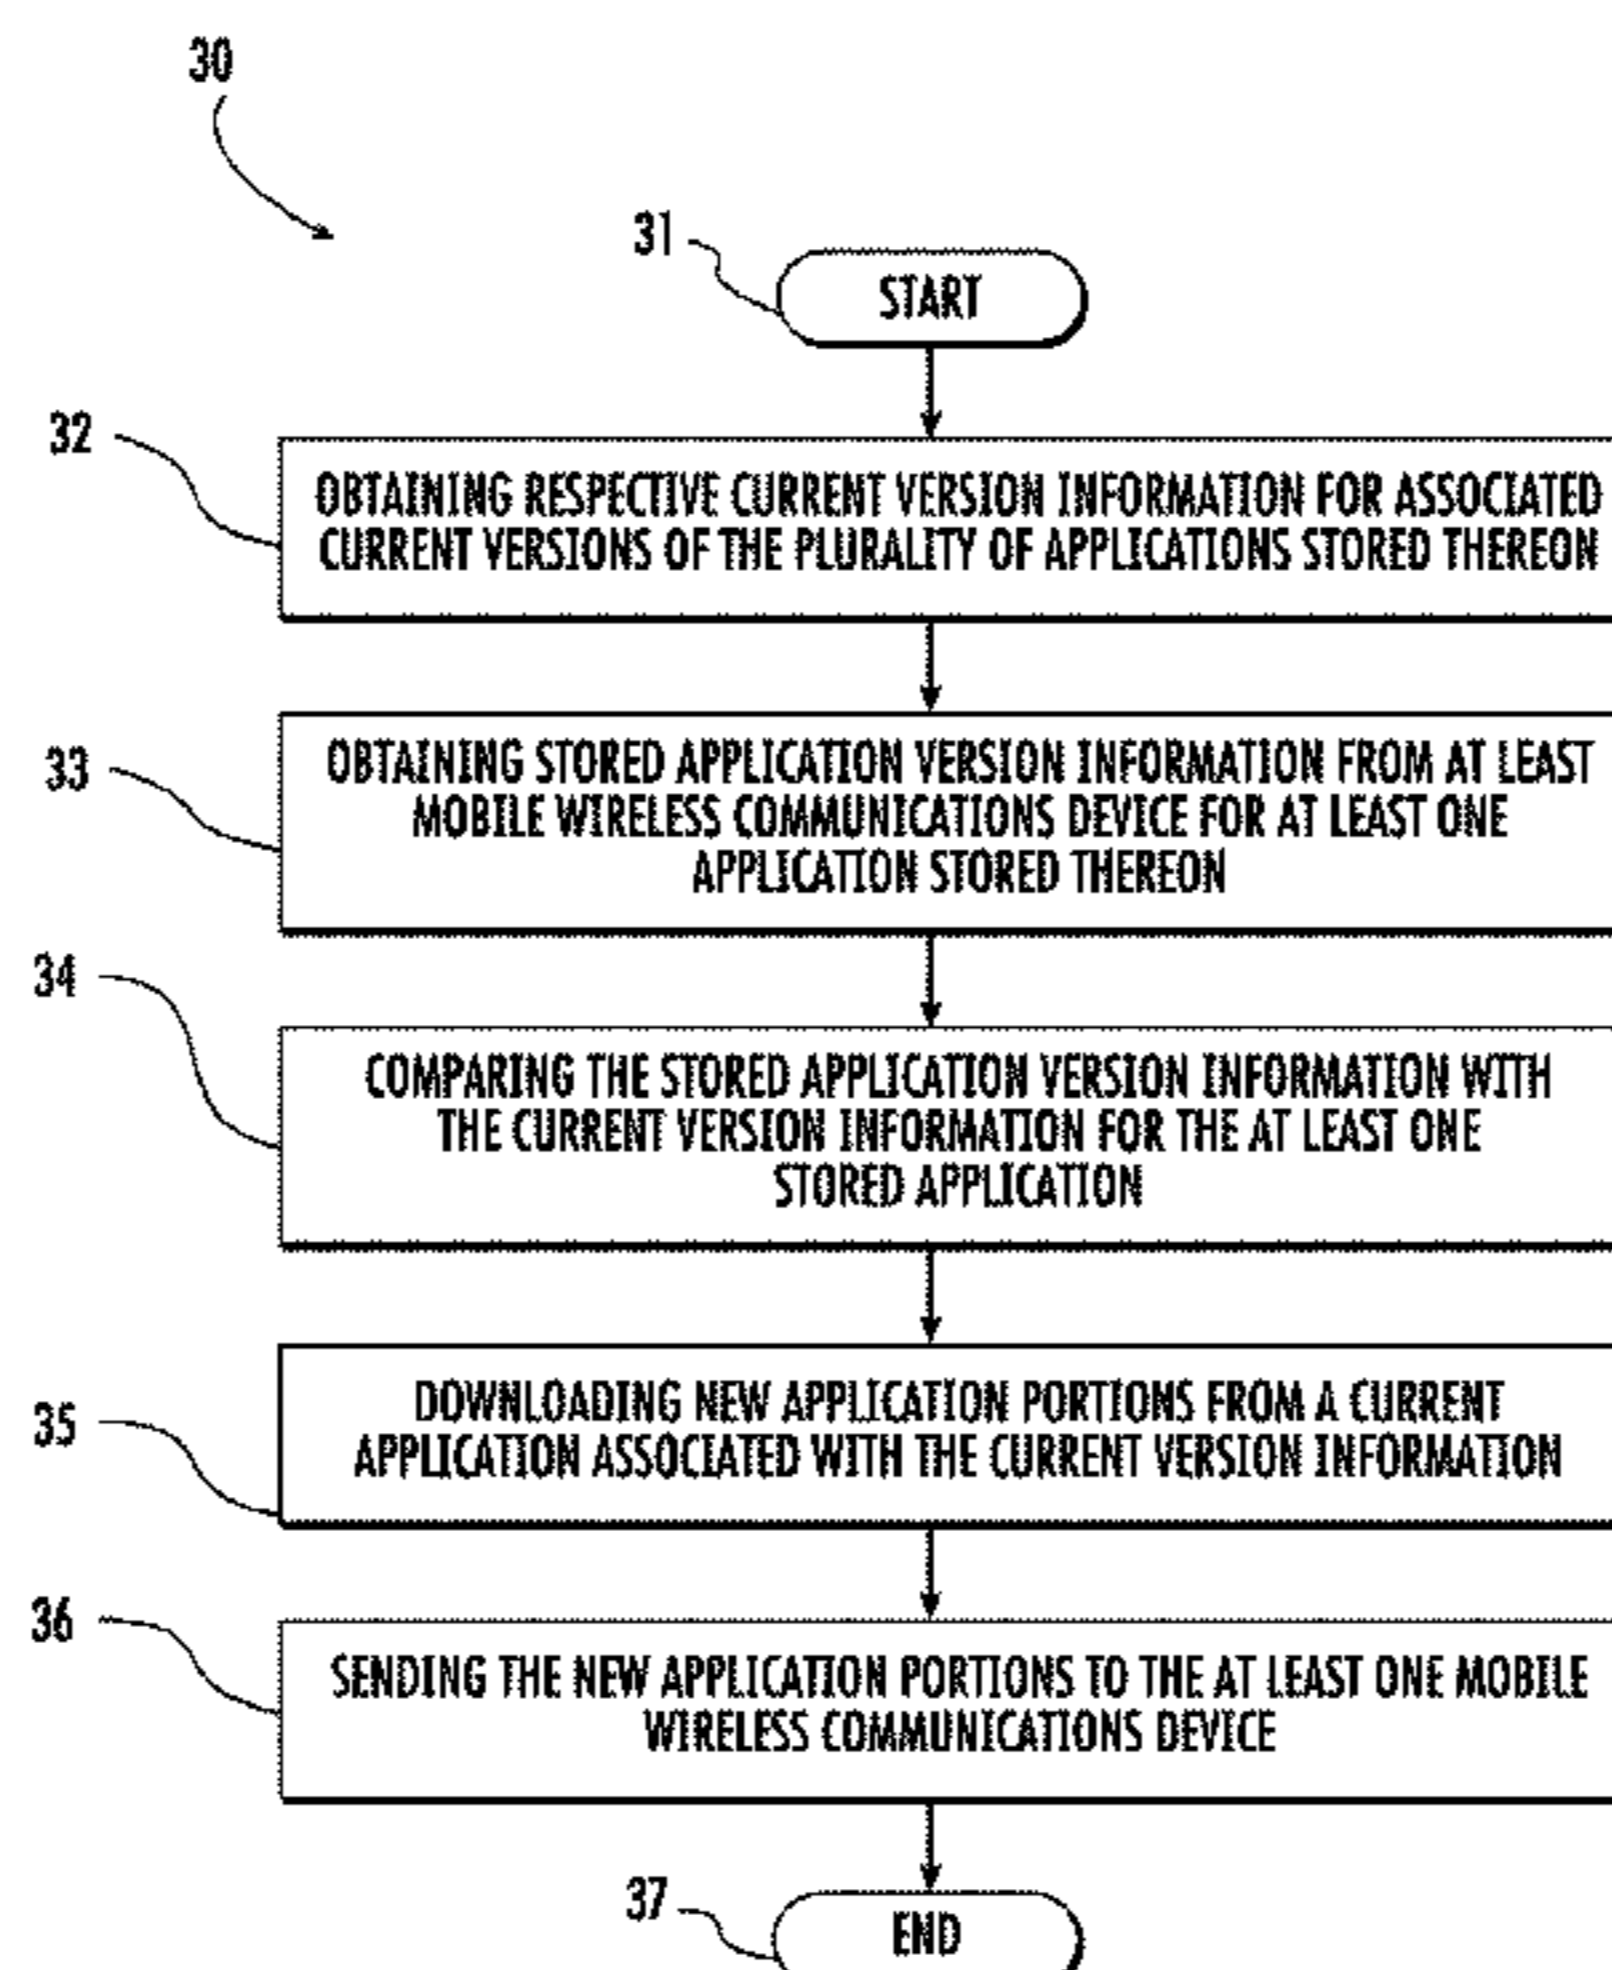 30
31
START
32
OBTAINING RESPECTIVE CURRENT VERSION INFORMATION FOR ASSOCIATED
CURRENT VERSIONS OF THE PLURALITY OF APPLICATIONS STORED THEREON
33
OBTAINING STORED APPLICATION VERSION INFORMATION FROM AT LEAST
MOBILE WIRELESS COMMUNICATIONS DEVICE FOR AT LEAST ONE
APPLICATION STORED THEREON
34
COMPARING THE STORED APPLICATION VERSION INFORMATION WITH
THE CURRENT VERSION INFORMATION FOR THE AT LEAST ONE
STORED APPLICATION
35
DOWNLOADING NEW APPLICATION PORTIONS FROM A CURRENT
APPLICATION ASSOCIATED WITH THE CURRENT VERSION INFORMATION
36
SENDING THE NEW APPLICATION PORTIONS TO THE AT LEAST ONE MOBILE
WIRELESS COMMUNICATIONS DEVICE
37
END